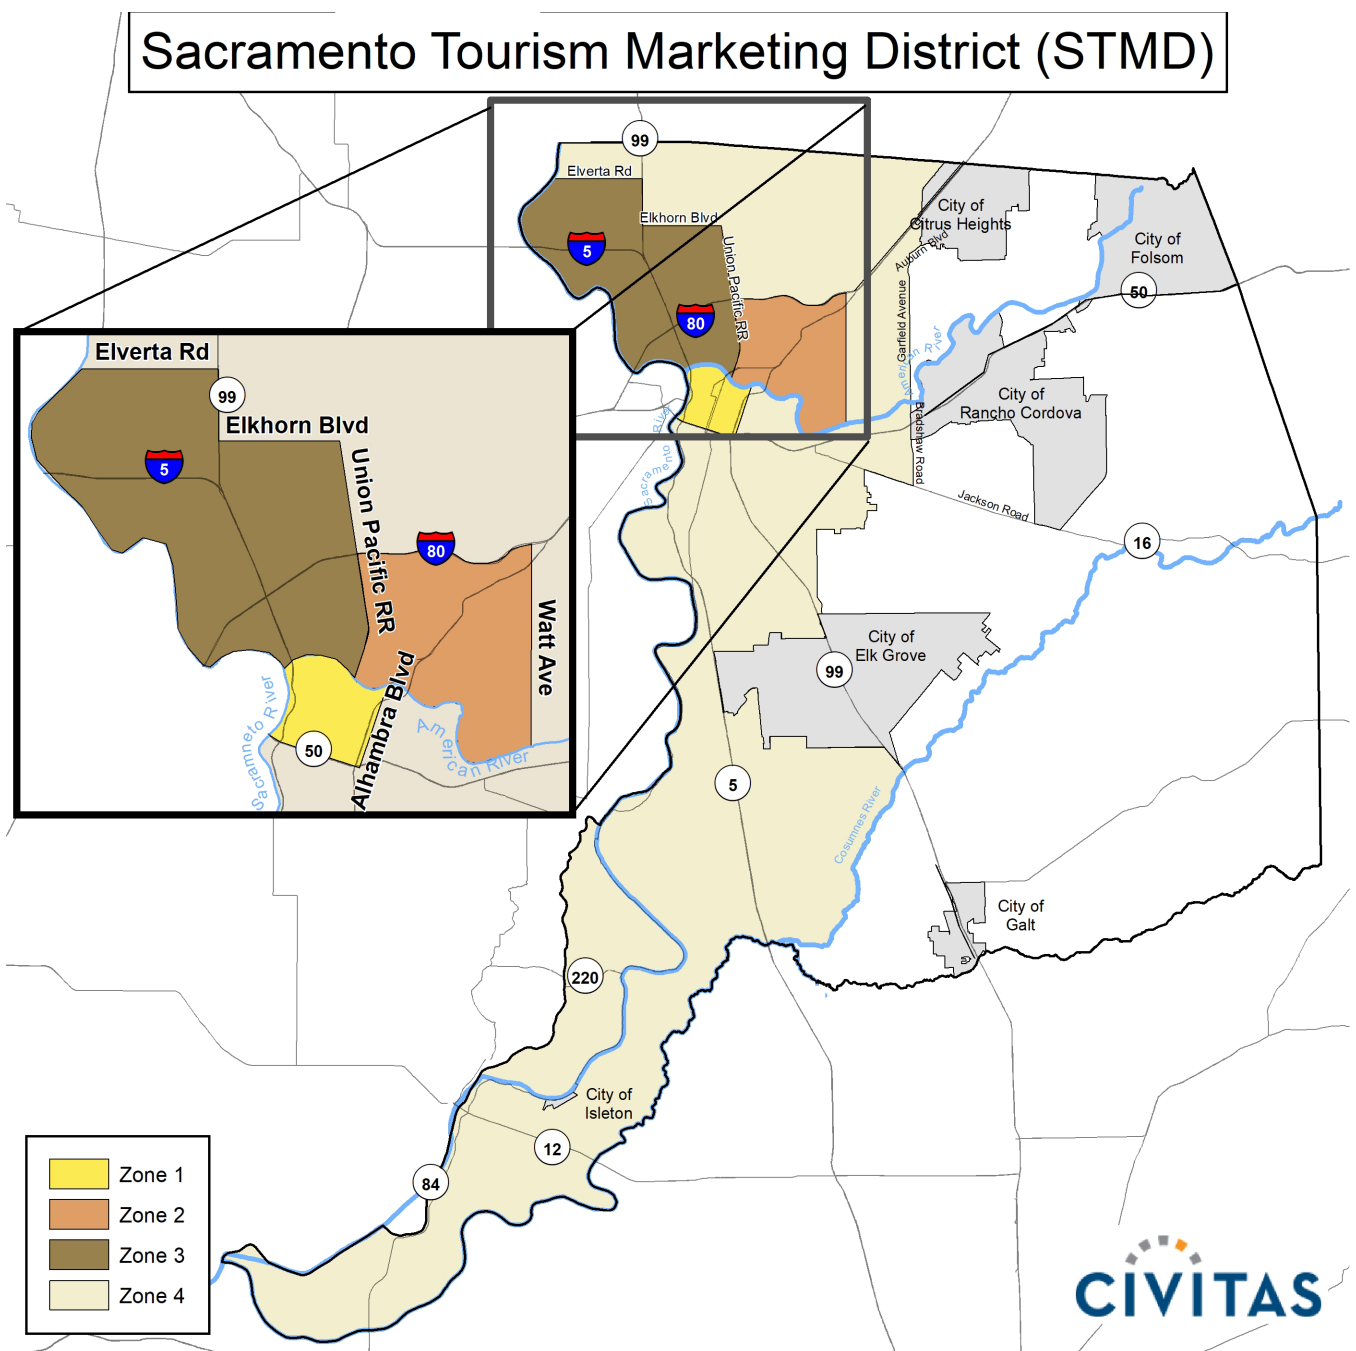 Sacramento Tourism Marketing District (STMD)
99
Elverta Rd
Elkhorn Blvd
5
Union Pacific RR
80
City of
Citrus Heights
Auburn Blvd
City of
Folsom
50
Garfield Avenue
American River
City of
Rancho Cordova
Bradshaw Road
Jackson Road
16
Sacramento River
Elverta Rd
99
Elkhorn Blvd
5
Union Pacific RR
80
Watt Ave
Alhambra Blvd
50
Sacramneto River
American River
City of
Elk Grove
99
5
Cosumnes River
City of
Galt
220
City of
Isleton
12
84
Zone 1
Zone 2
Zone 3
Zone 4
CIVITAS